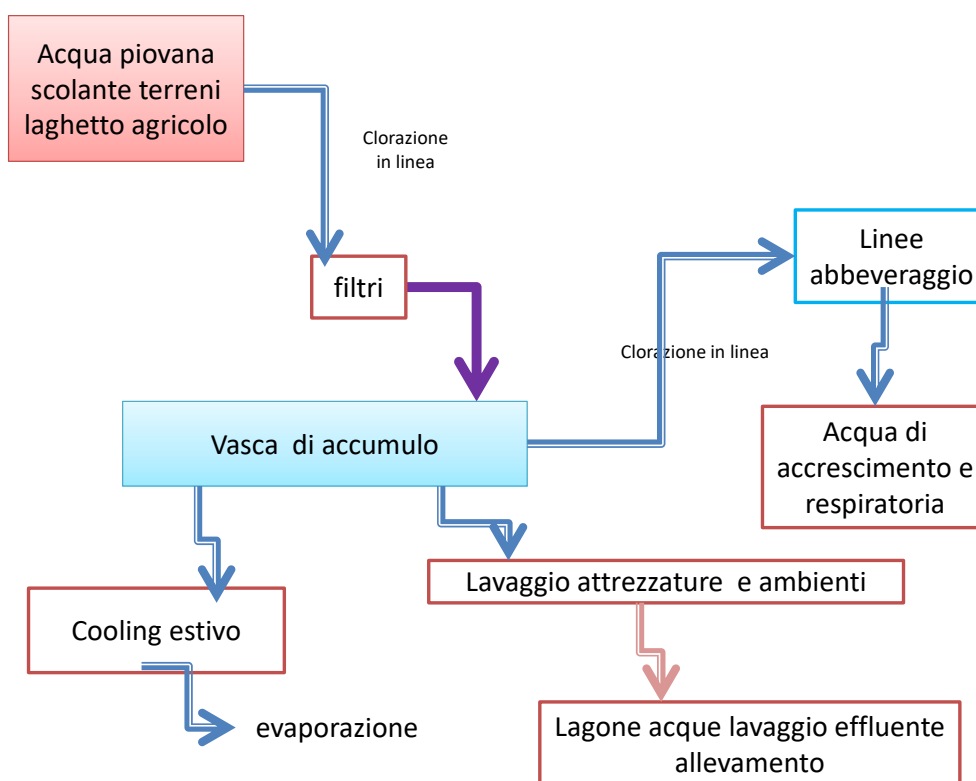 Acqua piovana
scolante terreni
laghetto agricolo
Clorazione
in linea
filtri
Linee
abbeveraggio
Clorazione in linea
Vasca di accumulo
Acqua di
accrescimento e
respiratoria
Lavaggio attrezzature e ambienti
Cooling estivo
evaporazione
Lagone acque lavaggio effluente
allevamento